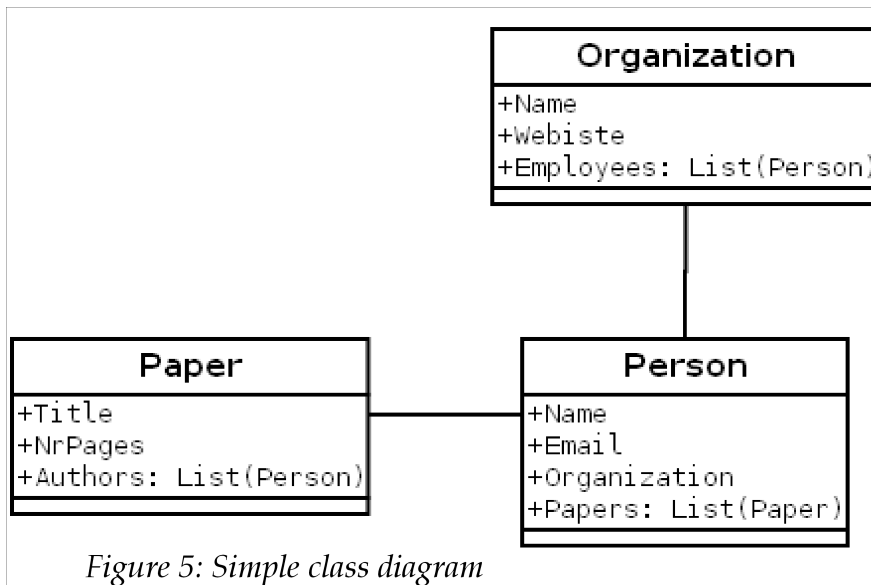 Organization
+Name
+Webiste
+Employees: List(Person)
Paper
+Title
+NrPages
+Authors: List(Person)
Person
+Name
+Email
+Organization
+Papers: List(Paper)
Figure 5: Simple class diagram